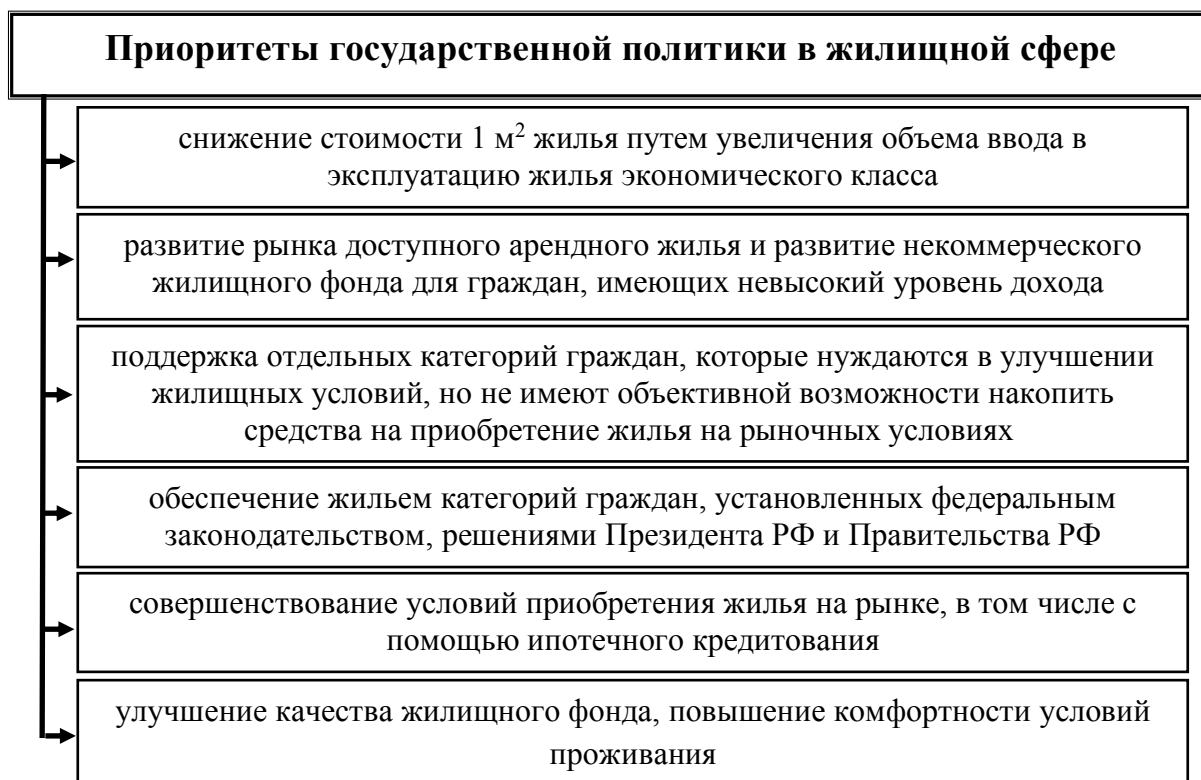 Приоритеты государственной политики в жилищной сфере
снижение стоимости 1 м² жилья путем увеличения объема ввода в
эксплуатацию жилья экономического класса
развитие рынка доступного арендного жилья и развитие некоммерческого
жилищного фонда для граждан, имеющих невысокий уровень дохода
поддержка отдельных категорий граждан, которые нуждаются в улучшении
жилищных условий, но не имеют объективной возможности накопить
средства на приобретение жилья на рыночных условиях
обеспечение жильем категорий граждан, установленных федеральным
законодательством, решениями Президента РФ и Правительства РФ
совершенствование условий приобретения жилья на рынке, в том числе с
помощью ипотечного кредитования
улучшение качества жилищного фонда, повышение комфортности условий
проживания